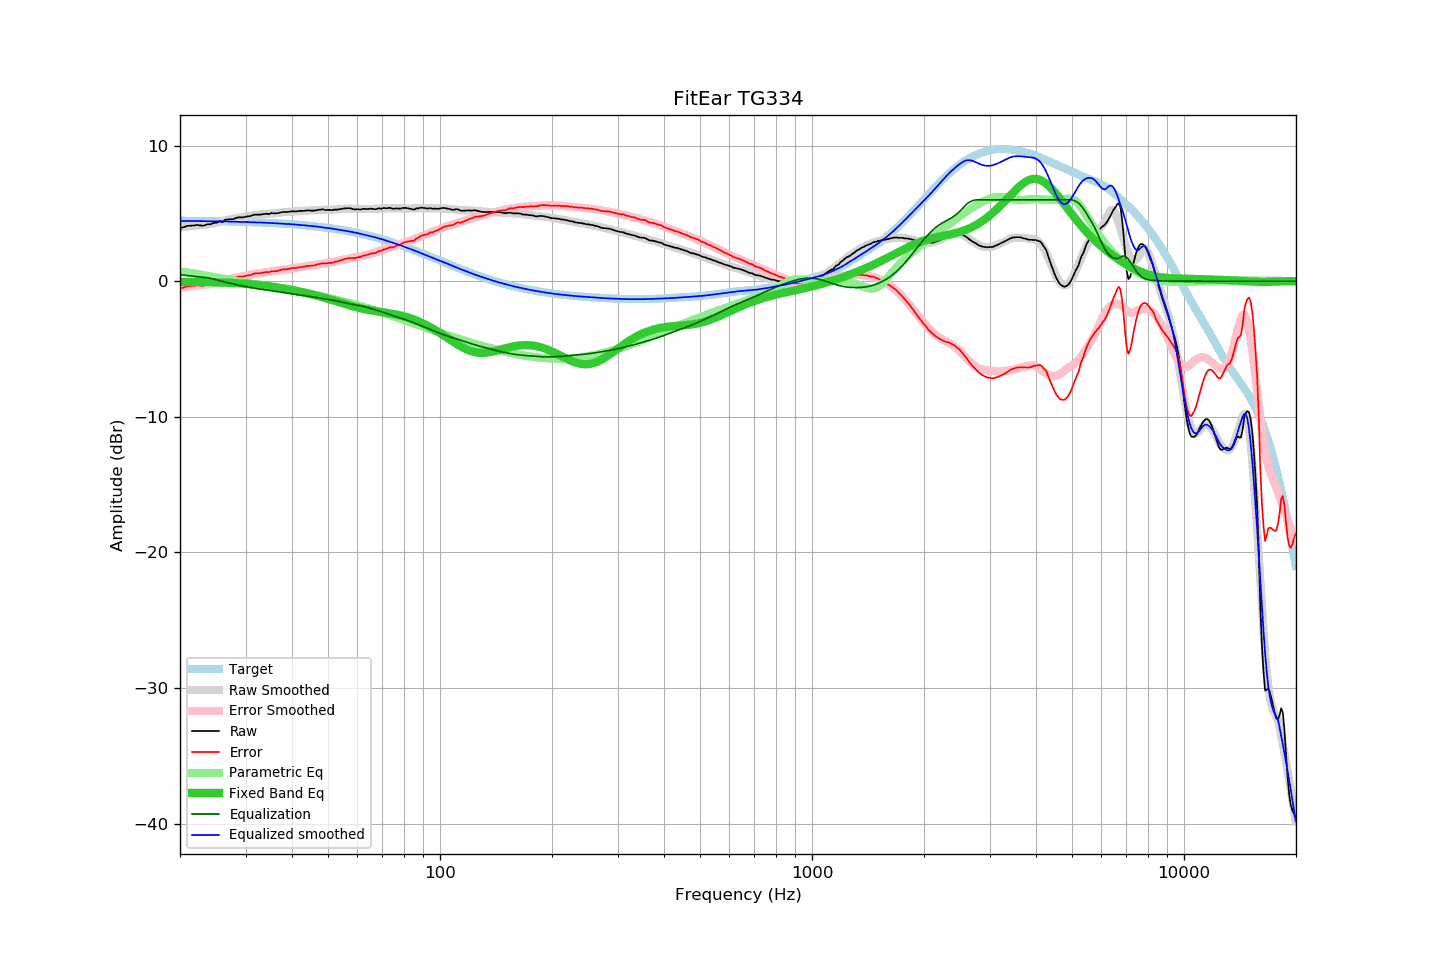 FitEar TG334
10
0
−10
−20
−30
−40
Amplitude (dBr)
Target
Raw Smoothed
Error Smoothed
Raw
Error
Parametric Eq
Fixed Band Eq
Equalization
Equalized smoothed
100
1000
10000
Frequency (Hz)